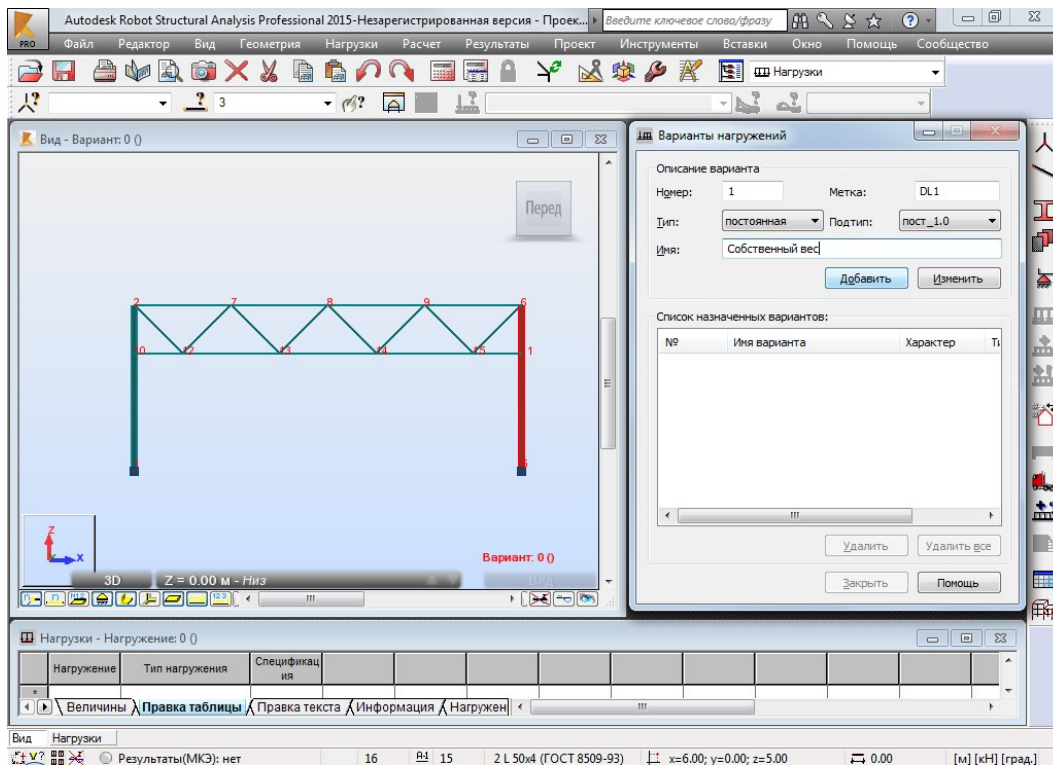 Autodesk Robot Structural Analysis Professional 2015-Незарегистрированная версия - Проек...
Введите ключевое слово/фразу
PRO
Файл Редактор Вид Геометрия Нагрузки Расчет Результаты Проект Инструменты Вставки Окно Помощь Сообщество
Нагрузки
3
Вид - Вариант: 0 ()
Перед
2 7 8 9 6
12 13 14 15 1
Z
X
Вариант: 0 ()
3D Z = 0.00 м - Низ
Вид
Варианты нагружений
Описание варианта
Номер: 1 Метка: DL1
Тип: постоянная Подтип: пост_1.0
Имя: Собственный вес
Добавить Изменить
Список назначенных вариантов:
№ Имя варианта Характер
Удалить Удалить все
Закрыть Помощь
Нагрузки - Нагружение: 0 ()
Нагружение Тип нагружения Спецификац
ия
*
Величины Правка таблицы Правка текста Информация Нагружен
Вид Нагрузки
Результаты(МКЭ): нет 16 15 2 L 50x4 (ГОСТ 8509-93) x=6.00; y=0.00; z=5.00 0.00 [м] [кН] [град.]